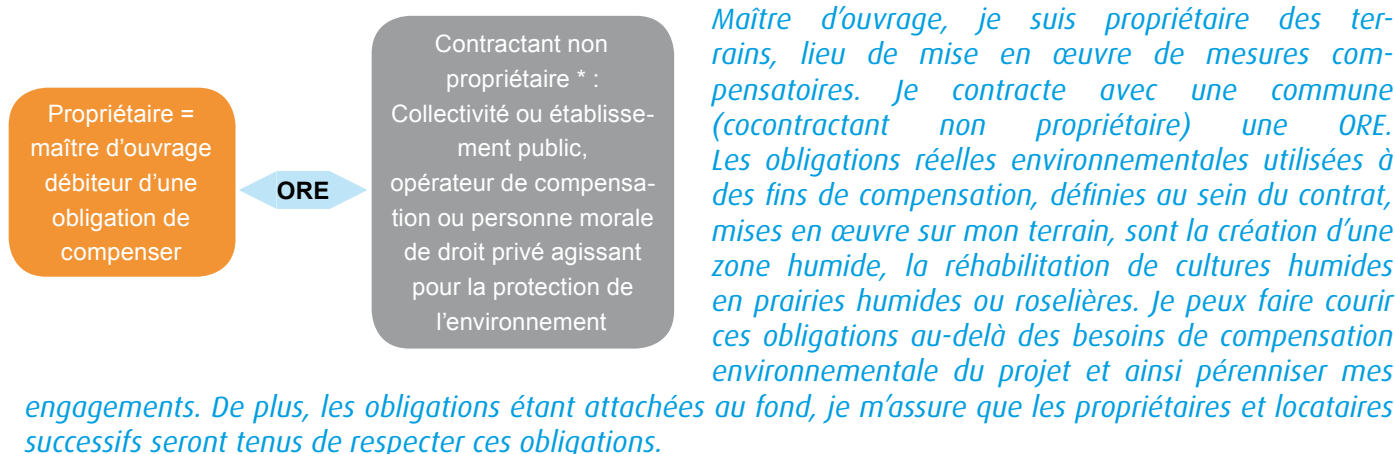 Propriétaire =
maître d'ouvrage
débiteur d'une
obligation de
compenser
ORE
Contractant non
propriétaire * :
Collectivité ou établisse-
ment public,
opérateur de compensa-
tion ou personne morale
de droit privé agissant
pour la protection de
l'environnement
Maître d'ouvrage, je suis propriétaire des ter-
rains, lieu de mise en œuvre de mesures com-
pensatoires. Je contracte avec une commune
(cocontractant non propriétaire) une ORE.
Les obligations réelles environnementales utilisées à
des fins de compensation, définies au sein du contrat,
mises en œuvre sur mon terrain, sont la création d'une
zone humide, la réhabilitation de cultures humides
en prairies humides ou roselières. Je peux faire courir
ces obligations au-delà des besoins de compensation
environnementale du projet et ainsi pérenniser mes
engagements. De plus, les obligations étant attachées au fond, je m'assure que les propriétaires et locataires
successifs seront tenus de respecter ces obligations.